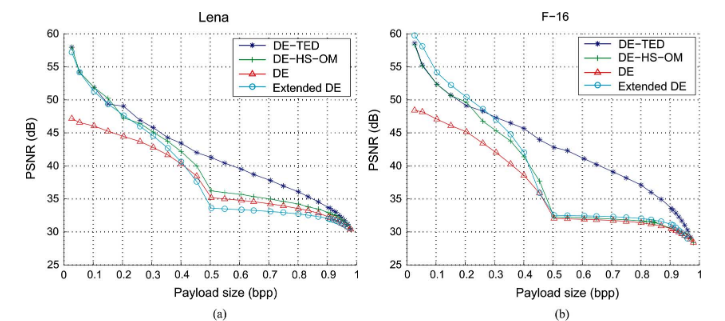 Lena
60
55
50
45
40
35
30
25
PSNR (dB)
DE−TED
DE−HS−OM
DE
Extended DE
0 0.1 0.2 0.3 0.4 0.5 0.6 0.7 0.8 0.9 1
Payload size (bpp)
(a)
F−16
60
55
50
45
40
35
30
25
PSNR (dB)
DE−TED
DE−HS−OM
DE
Extended DE
0 0.1 0.2 0.3 0.4 0.5 0.6 0.7 0.8 0.9 1
Payload size (bpp)
(b)